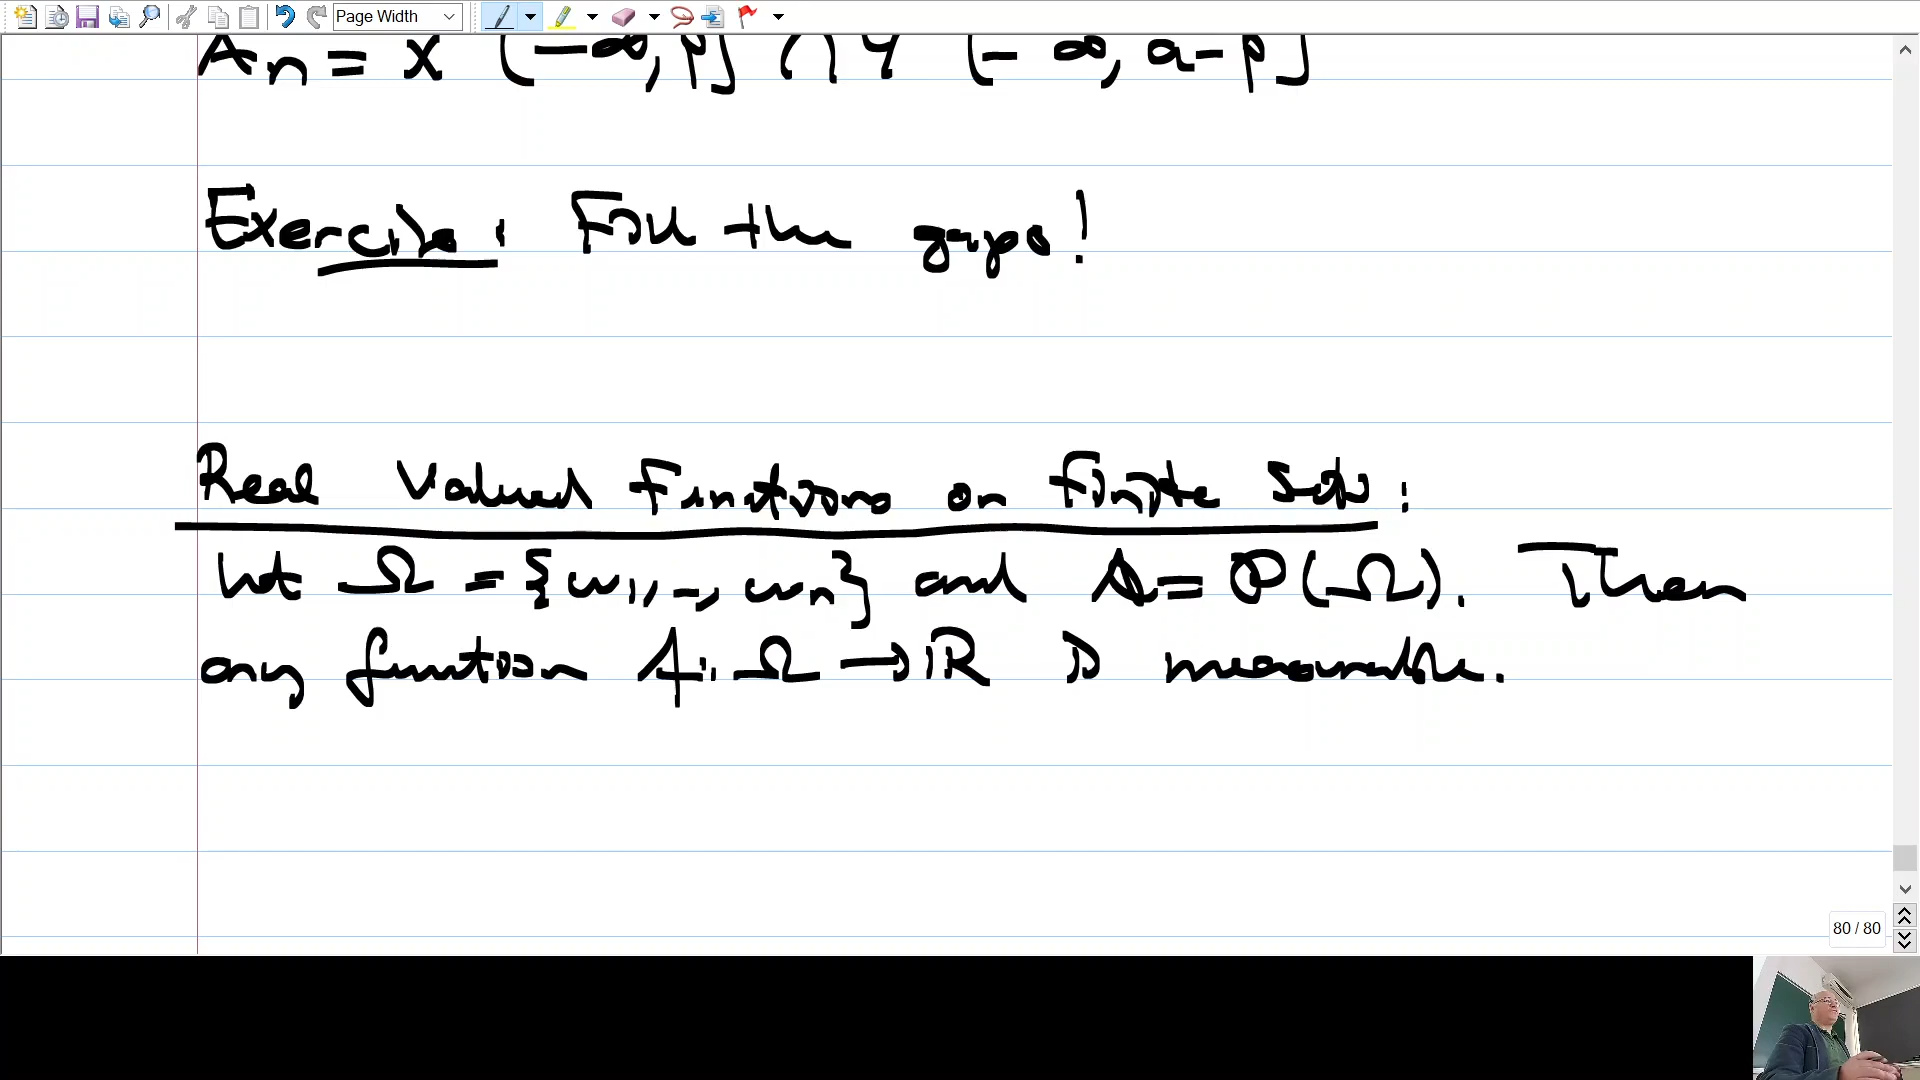 Page Width
An = X (-∞, p] ∩ Y [-∞, a-p]
Exercise: Fill the gaps!
Real Valued Functions on Finite Sets:
Let Ω = {ω1, -, ωn} and A = P(Ω). Then
any function f: Ω → ℝ is measurable.
80 / 80